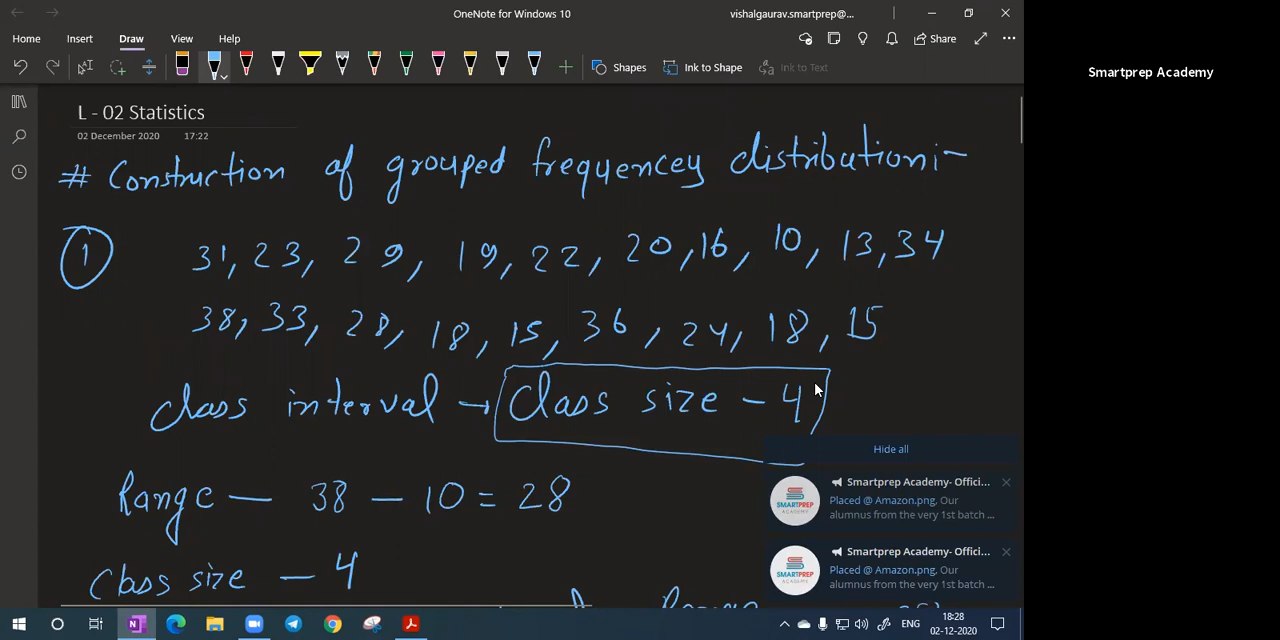 OneNote for Windows 10
vishalgaurav.smartprep@...
Home Insert Draw View Help
Share
Shapes
Ink to Shape
Ink to Text
Smartprep Academy
L - 02 Statistics
02 December 2020 17:22
# Construction of grouped frequencey distribution:-
1 31, 23, 29, 19, 22, 20, 16, 10, 13, 34
38, 33, 28, 18, 15, 36, 24, 18, 15
Class interval → Class size - 4
Hide all
Range — 38 - 10 = 28
Smartprep Academy- Offici...
Placed @ Amazon.png, Our
alumnus from the very 1st batch ...
Class size - 4
Smartprep Academy- Offici...
Placed @ Amazon.png, Our
alumnus from the very 1st batch ...
ENG
18:28
02-12-2020